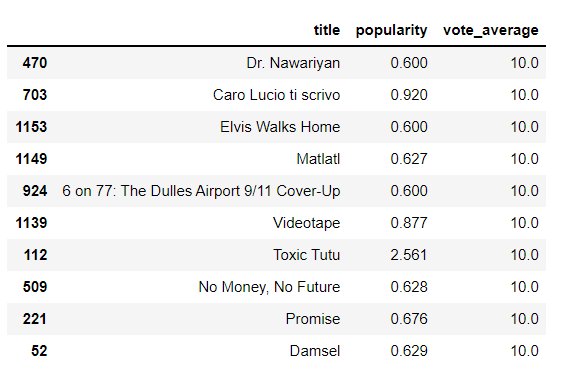 title popularity vote_average
470 Dr. Nawariyan 0.600 10.0
703 Caro Lucio ti scrivo 0.920 10.0
1153 Elvis Walks Home 0.600 10.0
1149 Matlatl 0.627 10.0
924 6 on 77: The Dulles Airport 9/11 Cover-Up 0.600 10.0
1139 Videotape 0.877 10.0
112 Toxic Tutu 2.561 10.0
509 No Money, No Future 0.628 10.0
221 Promise 0.676 10.0
52 Damsel 0.629 10.0